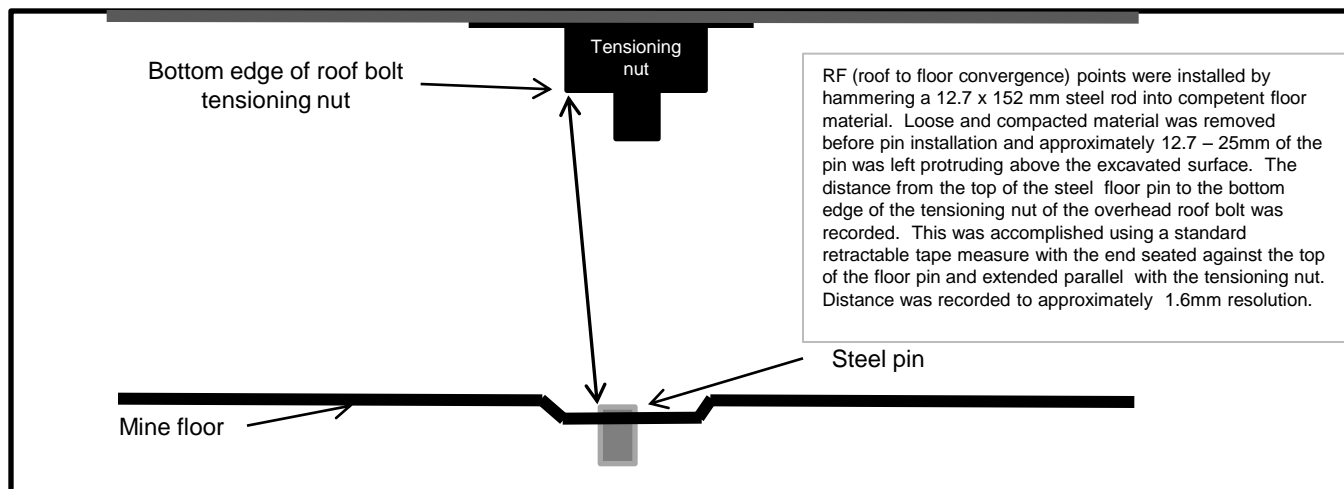 Tensioning
nut
Bottom edge of roof bolt
tensioning nut
RF (roof to floor convergence) points were installed by
hammering a 12.7 x 152 mm steel rod into competent floor
material. Loose and compacted material was removed
before pin installation and approximately 12.7 – 25mm of the
pin was left protruding above the excavated surface. The
distance from the top of the steel floor pin to the bottom
edge of the tensioning nut of the overhead roof bolt was
recorded. This was accomplished using a standard
retractable tape measure with the end seated against the top
of the floor pin and extended parallel with the tensioning nut.
Distance was recorded to approximately 1.6mm resolution.
Steel pin
Mine floor